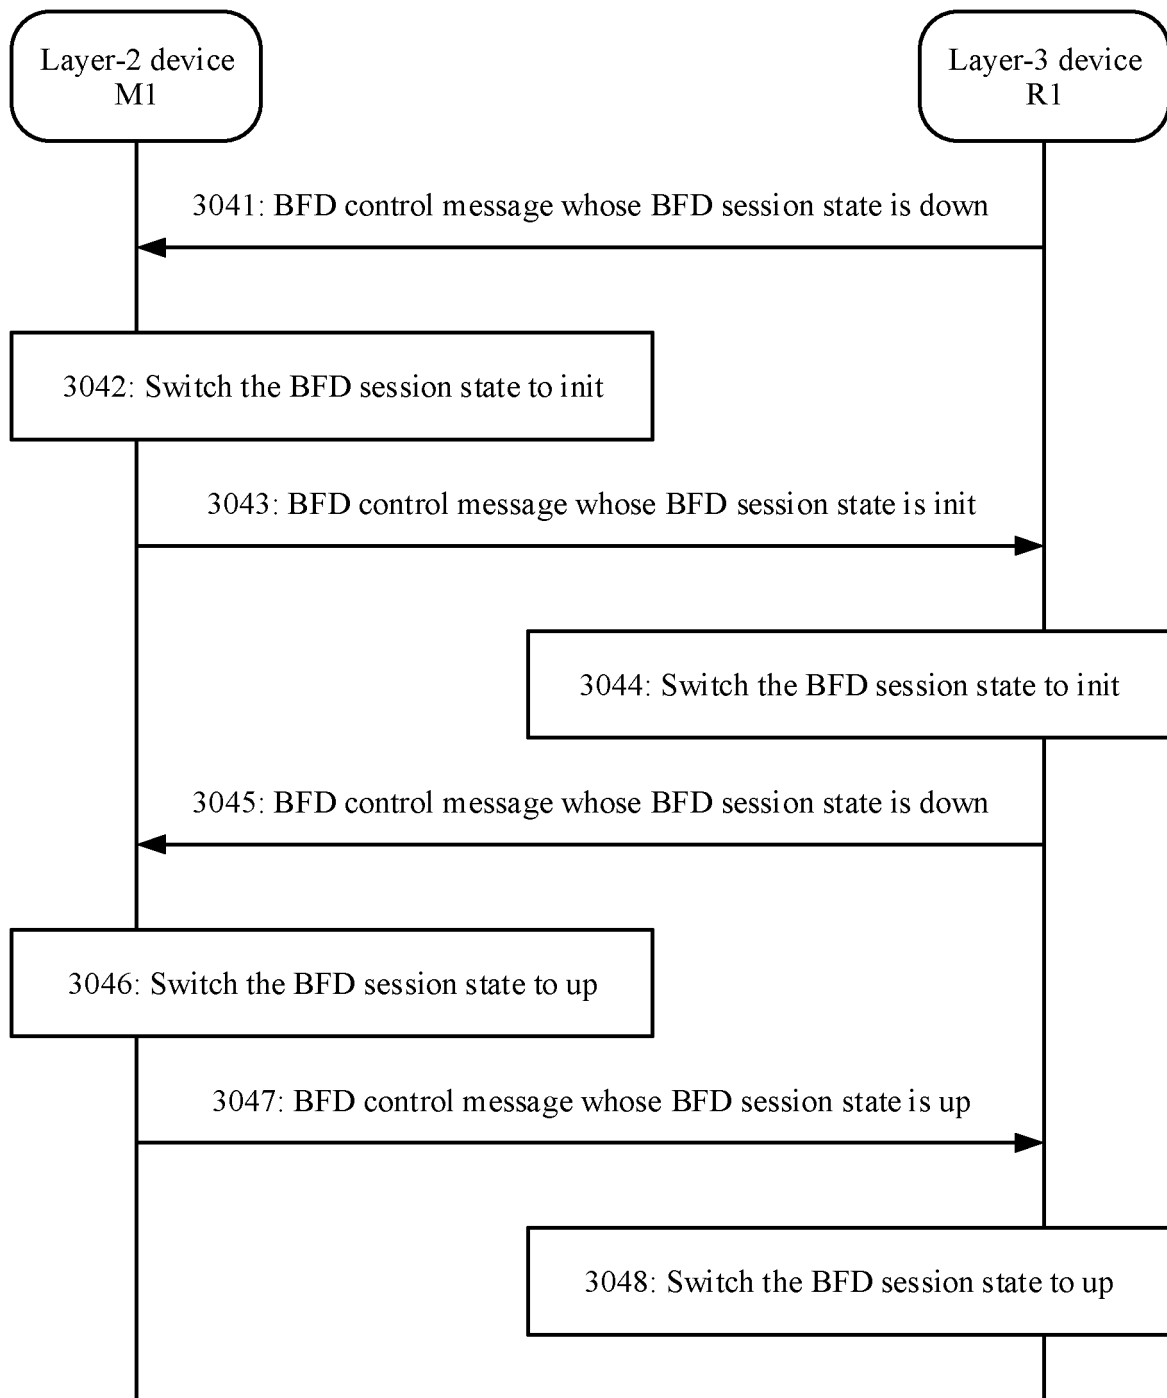 Layer-2 device
M1
Layer-3 device
R1
3041: BFD control message whose BFD session state is down
3042: Switch the BFD session state to init
3043: BFD control message whose BFD session state is init
3044: Switch the BFD session state to init
3045: BFD control message whose BFD session state is down
3046: Switch the BFD session state to up
3047: BFD control message whose BFD session state is up
3048: Switch the BFD session state to up